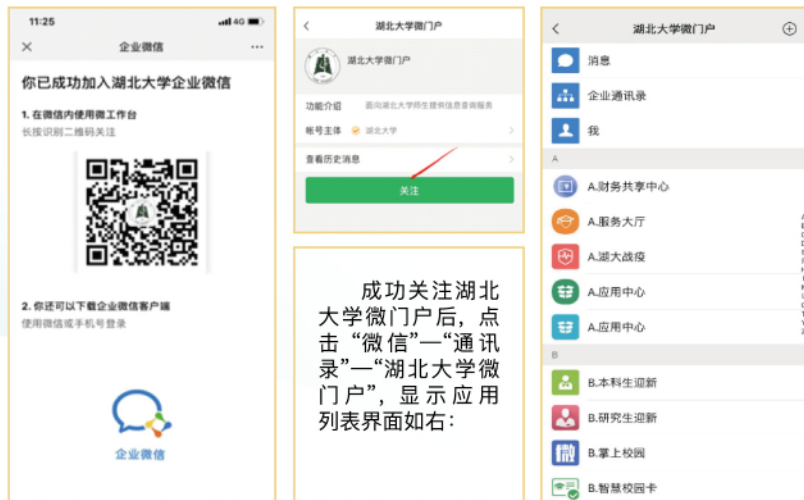 11:25
4G
企业微信
...
你已成功加入湖北大学企业微信
1. 在微信内使用微工作台
长按识别二维码关注
2. 你还可以下载企业微信客户端
使用微信或手机号登录
企业微信
湖北大学微门户
湖北大学微门户
功能介绍 面向湖北大学师生提供信息查询服务
帐号主体 湖北大学
查看历史消息
关注
成功关注湖北
大学微门户后，点
击“微信”—“通讯
录”—“湖北大学微
门户”，显示应用
列表界面如右：
湖北大学微门户
消息
企业通讯录
我
A
A.财务共享中心
A.服务大厅
A.湖大战疫
A.应用中心
A.应用中心
B
B.本科生迎新
B.研究生迎新
微 B.掌上校园
B.智慧校园卡